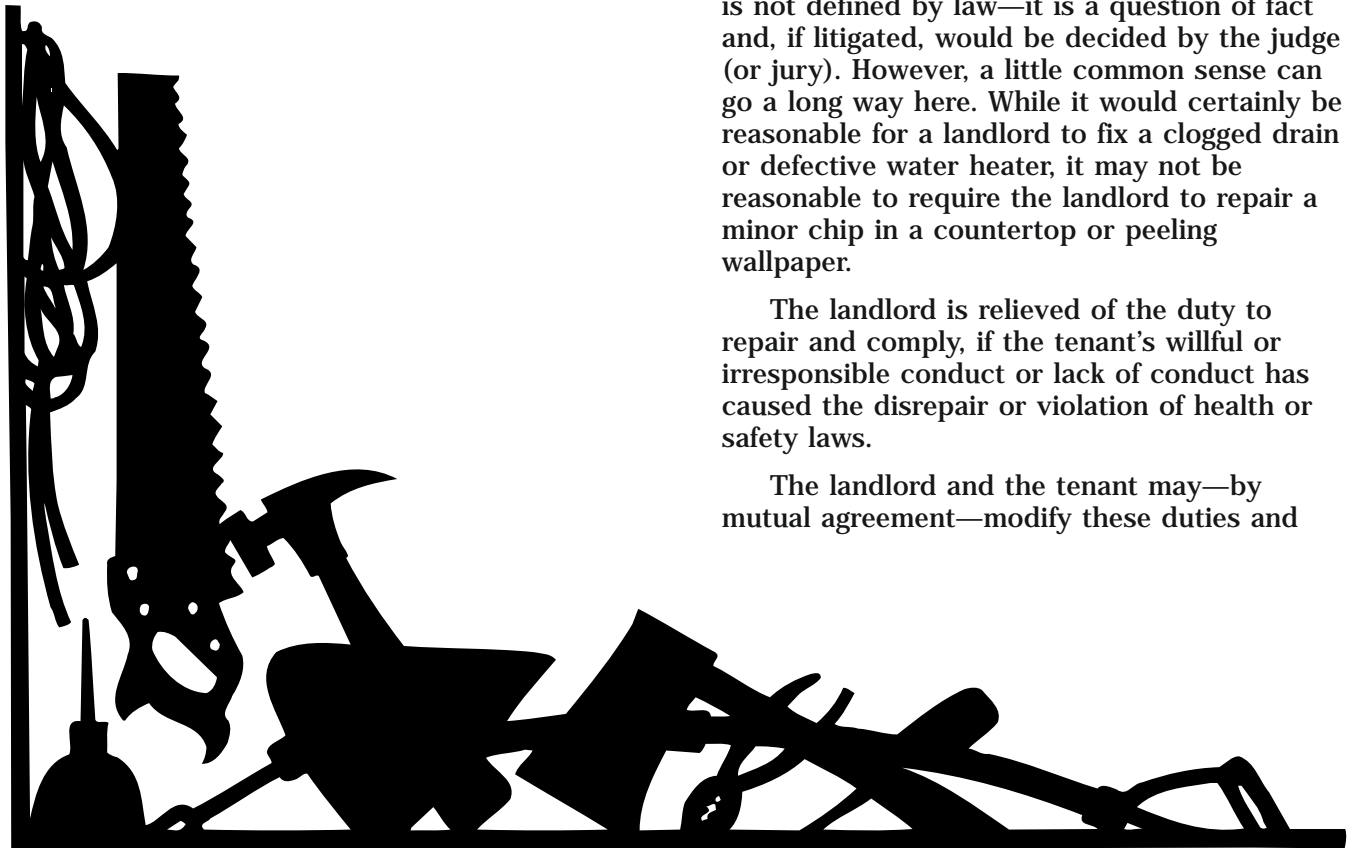 is not defined by law—it is a question of fact
and, if litigated, would be decided by the judge
(or jury). However, a little common sense can
go a long way here. While it would certainly be
reasonable for a landlord to fix a clogged drain
or defective water heater, it may not be
reasonable to require the landlord to repair a
minor chip in a countertop or peeling
wallpaper.
The landlord is relieved of the duty to
repair and comply, if the tenant’s willful or
irresponsible conduct or lack of conduct has
caused the disrepair or violation of health or
safety laws.
The landlord and the tenant may—by
mutual agreement—modify these duties and